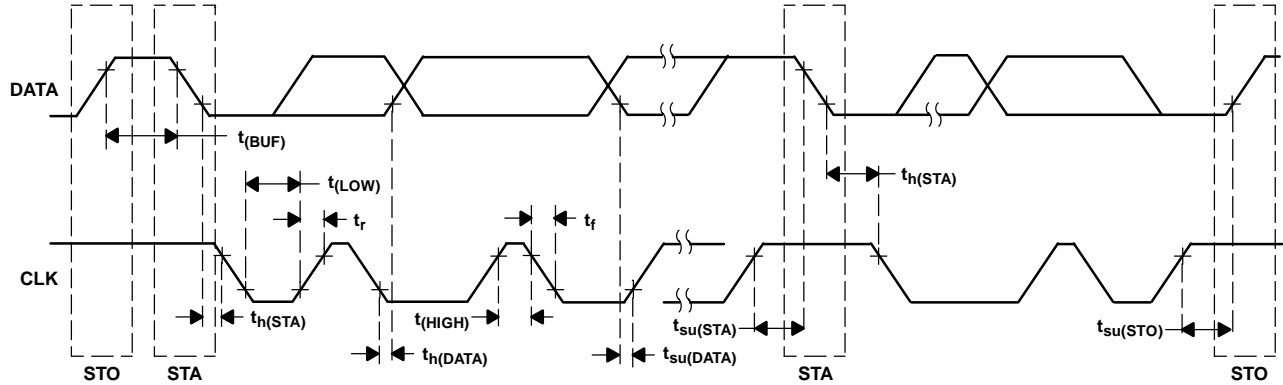 DATA
t(BUF)
t(LOW)
th(STA)
tr
tf
CLK
th(STA)
t(HIGH)
tsu(STA)
tsu(STO)
th(DATA)
tsu(DATA)
STO
STA
STA
STO